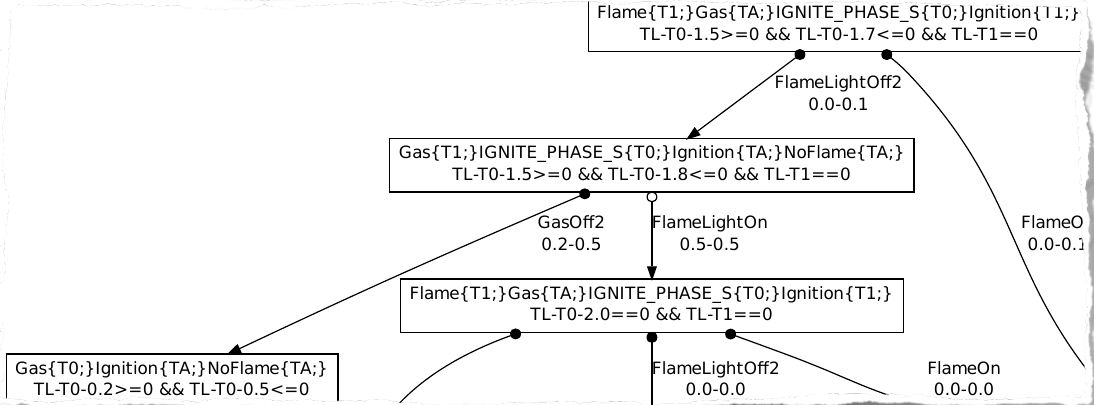 Flame{T1;}Gas{TA;}IGNITE_PHASE_S{T0;}Ignition{T1;}
TL-T0-1.5>=0 && TL-T0-1.7<=0 && TL-T1==0
FlameLightOff2
0.0-0.1
Gas{T1;}IGNITE_PHASE_S{T0;}Ignition{TA;}NoFlame{TA;}
TL-T0-1.5>=0 && TL-T0-1.8<=0 && TL-T1==0
GasOff2
0.2-0.5
FlameLightOn
0.5-0.5
FlameO
0.0-0.1
Flame{T1;}Gas{TA;}IGNITE_PHASE_S{T0;}Ignition{T1;}
TL-T0-2.0==0 && TL-T1==0
Gas{T0;}Ignition{TA;}NoFlame{TA;}
TL-T0-0.2>=0 && TL-T0-0.5<=0
FlameLightOff2
0.0-0.0
FlameOn
0.0-0.0